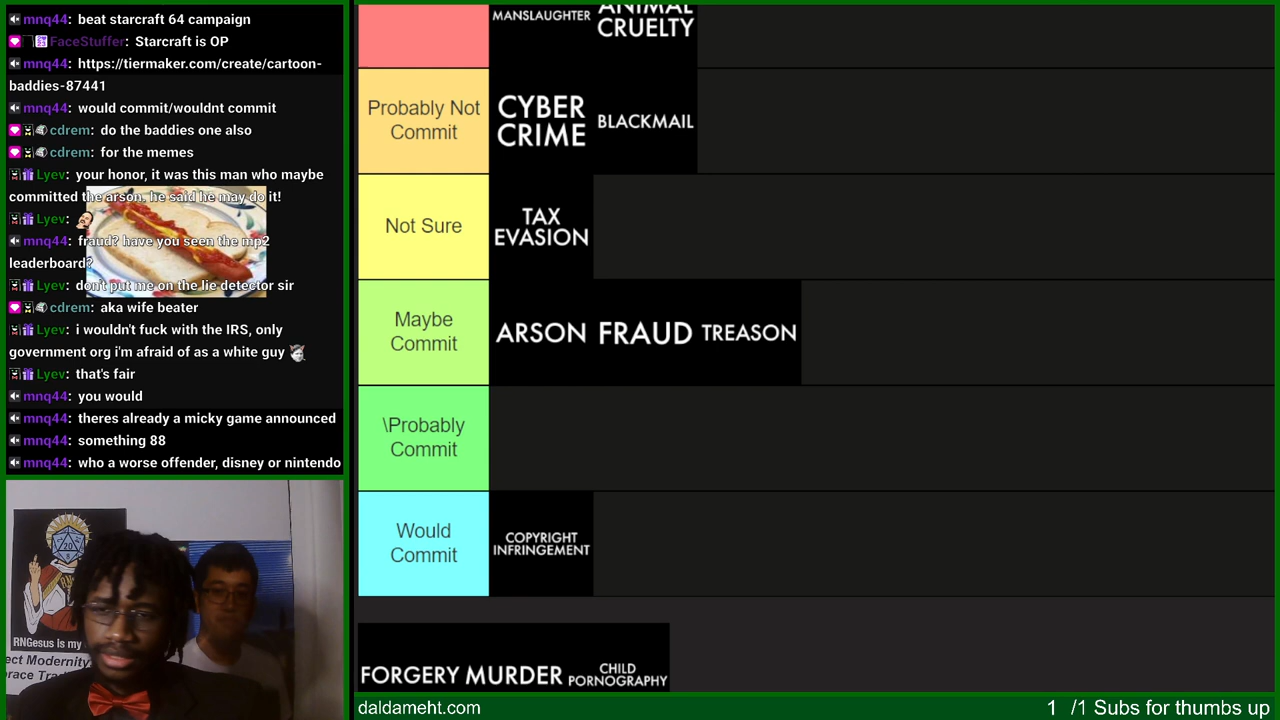 mnq44: beat starcraft 64 campaign
FaceStuffer: Starcraft is OP
mnq44: https://tiermaker.com/create/cartoon-
baddies-87441
mnq44: would commit/wouldnt commit
cdrem: do the baddies one also
cdrem: for the memes
Lyev: your honor, it was this man who maybe
committed the arson. he said he may do it!
Lyev:
mnq44: fraud? have you seen the mp2
leaderboard?
Lyev: don't put me on the lie detector sir
cdrem: aka wife beater
Lyev: i wouldn't fuck with the IRS, only
government org i'm afraid of as a white guy
Lyev: that's fair
mnq44: you would
mnq44: theres already a micky game announced
mnq44: something 88
mnq44: who a worse offender, disney or nintendo
20
RNGesus is my
ect Modernity
MANSLAUGHTER
ANIMAL
CRUELTY
Probably Not
Commit
CYBER
CRIME
BLACKMAIL
Not Sure
TAX
EVASION
Maybe
Commit
ARSON
FRAUD
TREASON
\Probably
Commit
Would
Commit
COPYRIGHT
INFRINGEMENT
FORGERY
MURDER
CHILD
PORNOGRAPHY
daldameht.com
1 /1 Subs for thumbs up